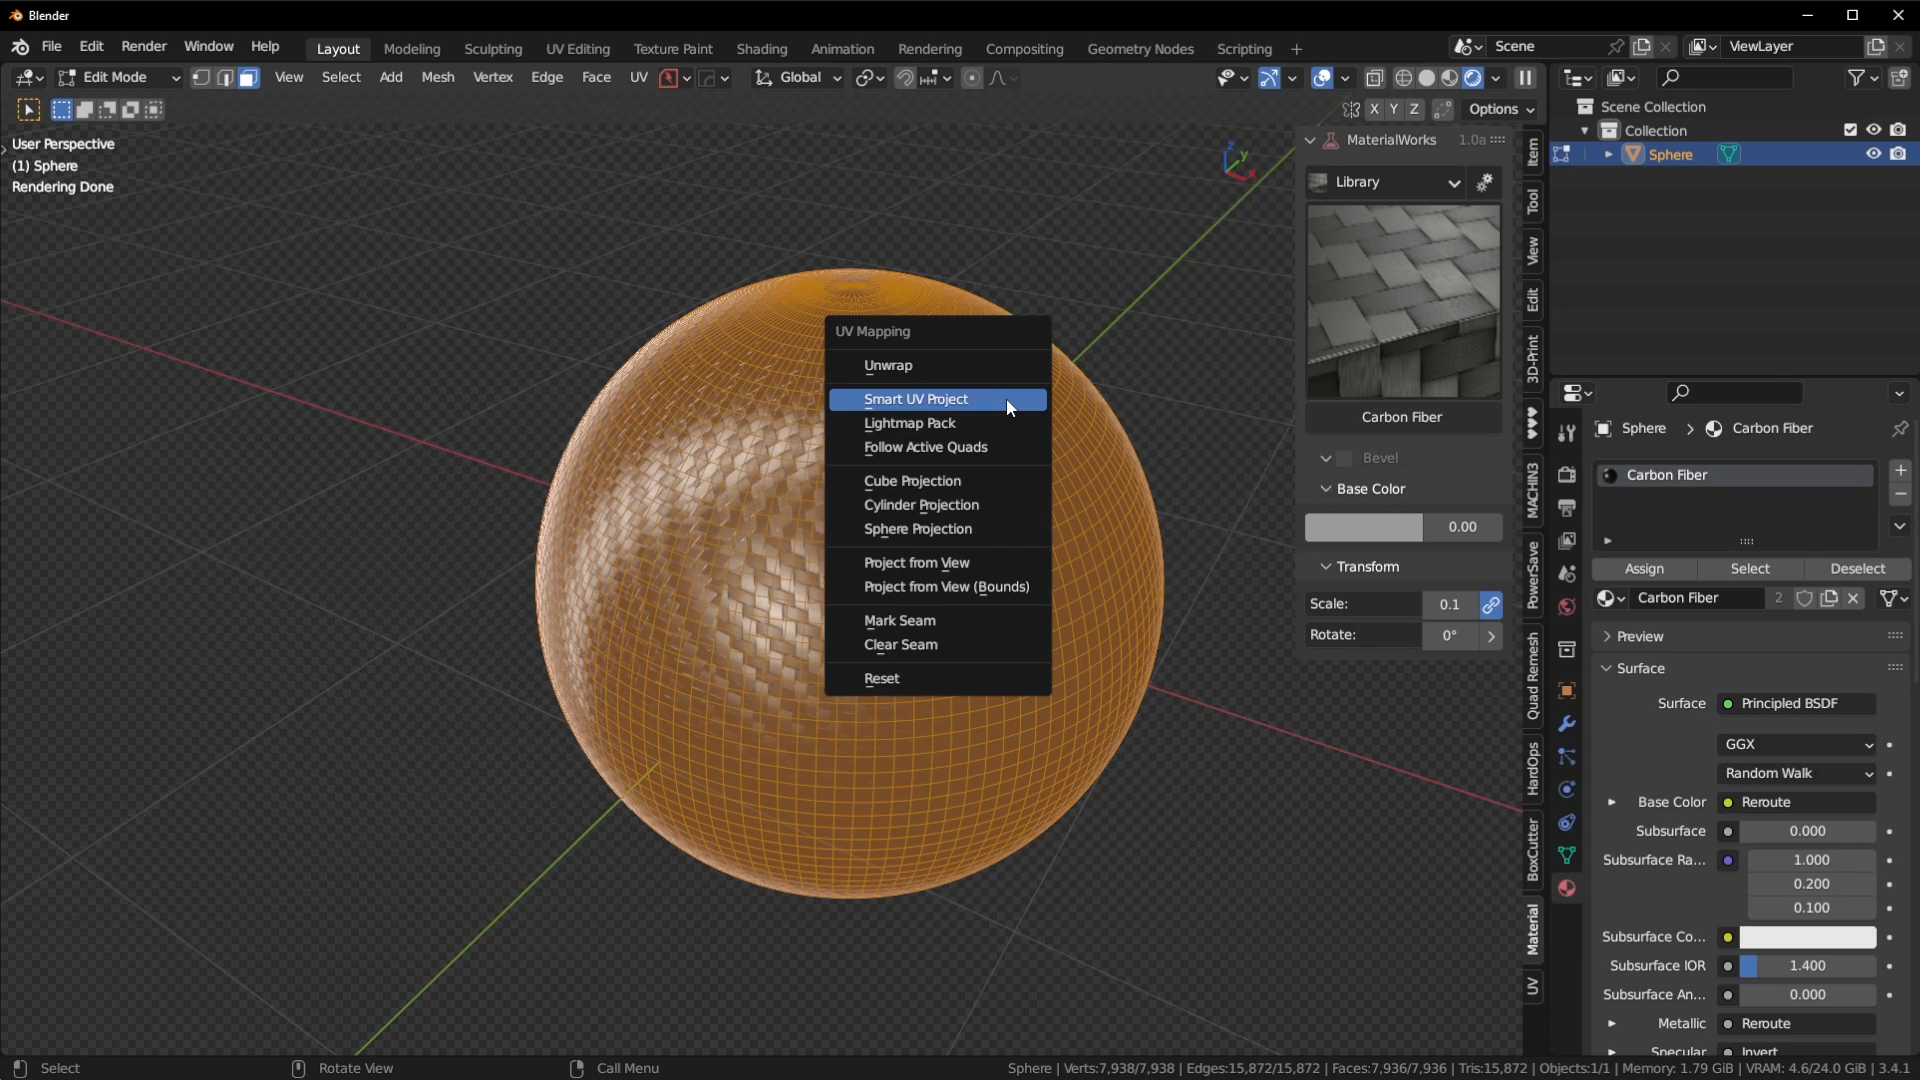 Blender
File Edit Render Window Help
Layout Modeling Sculpting UV Editing Texture Paint Shading Animation Rendering Compositing Geometry Nodes Scripting +
Scene
ViewLayer
Edit Mode View Select Add Mesh Vertex Edge Face UV Global
X Y Z Options
User Perspective
(1) Sphere
Rendering Done
Z Y X
MaterialWorks 1.0a
Library
Carbon Fiber
Bevel
Base Color
0.00
Transform
Scale: 0.1
Rotate: 0°
Item
Tool
View
Edit
3D-Print
♥♥♥
MACHIN3
PowerSave
Quad Remesh
HardOps
BoxCutter
Material
UV
UV Mapping
Unwrap
Smart UV Project
Lightmap Pack
Follow Active Quads
Cube Projection
Cylinder Projection
Sphere Projection
Project from View
Project from View (Bounds)
Mark Seam
Clear Seam
Reset
Scene Collection
Collection
Sphere
Sphere Carbon Fiber
Carbon Fiber
Assign Select Deselect
Carbon Fiber 2
Preview
Surface
Surface Principled BSDF
GGX
Random Walk
Base Color Reroute
Subsurface 0.000
Subsurface Ra... 1.000
0.200
0.100
Subsurface Co...
Subsurface IOR 1.400
Subsurface An... 0.000
Metallic Reroute
Specular Invert
Select Rotate View Call Menu
Sphere | Verts:7,938/7,938 | Edges:15,872/15,872 | Faces:7,936/7,936 | Tris:15,872 | Objects:1/1 | Memory: 1.79 GiB | VRAM: 4.6/24.0 GiB | 3.4.1